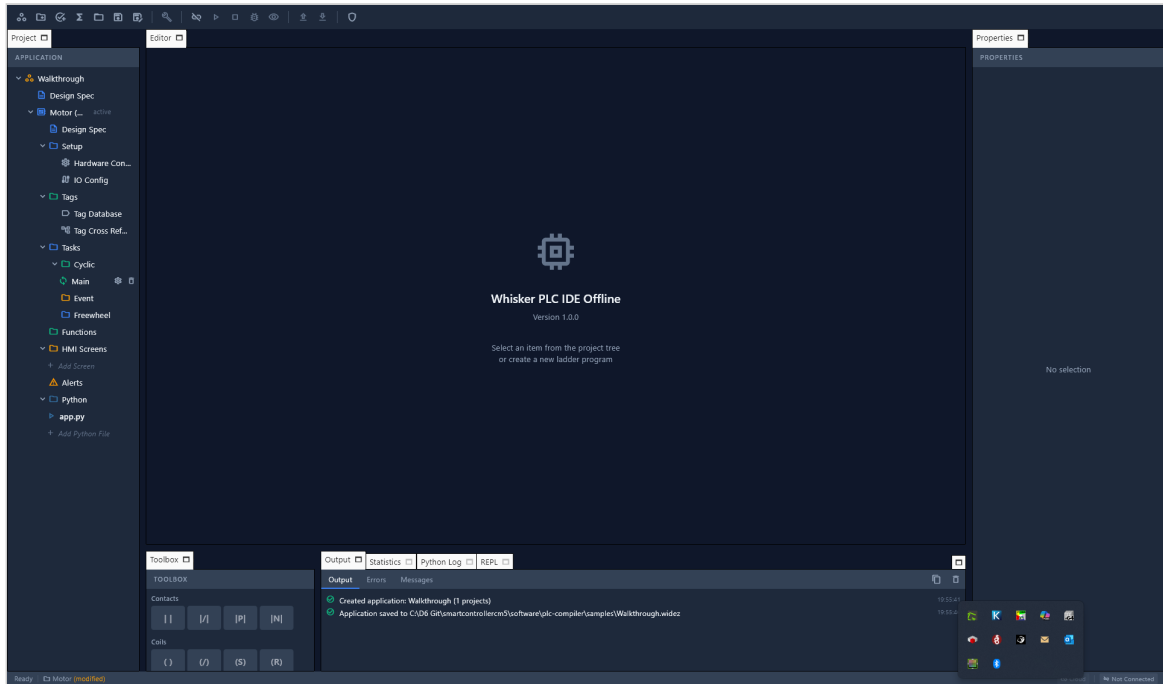 Project
Editor
Properties
APPLICATION
PROPERTIES
Walkthrough
Design Spec
Motor (... active
Design Spec
Setup
Hardware Con...
IO Config
Tags
Tag Database
Tag Cross Ref...
Tasks
Cyclic
Main
Event
Freewheel
Functions
HMI Screens
+ Add Screen
Alerts
Python
app.py
+ Add Python File
Whisker PLC IDE Offline
Version 1.0.0
Select an item from the project tree
or create a new ladder program
No selection
Toolbox
TOOLBOX
Contacts
| | |/| |P| |N|
Coils
( ) (/) (S) (R)
Output Statistics Python Log REPL
Output Errors Messages
Created application: Walkthrough (1 projects) 19:55:41
Application saved to C:\D6 Git\smartcontrollercm5\software\plc-compiler\samples\Walkthrough.widez
Ready Motor (modified)
Not Connected